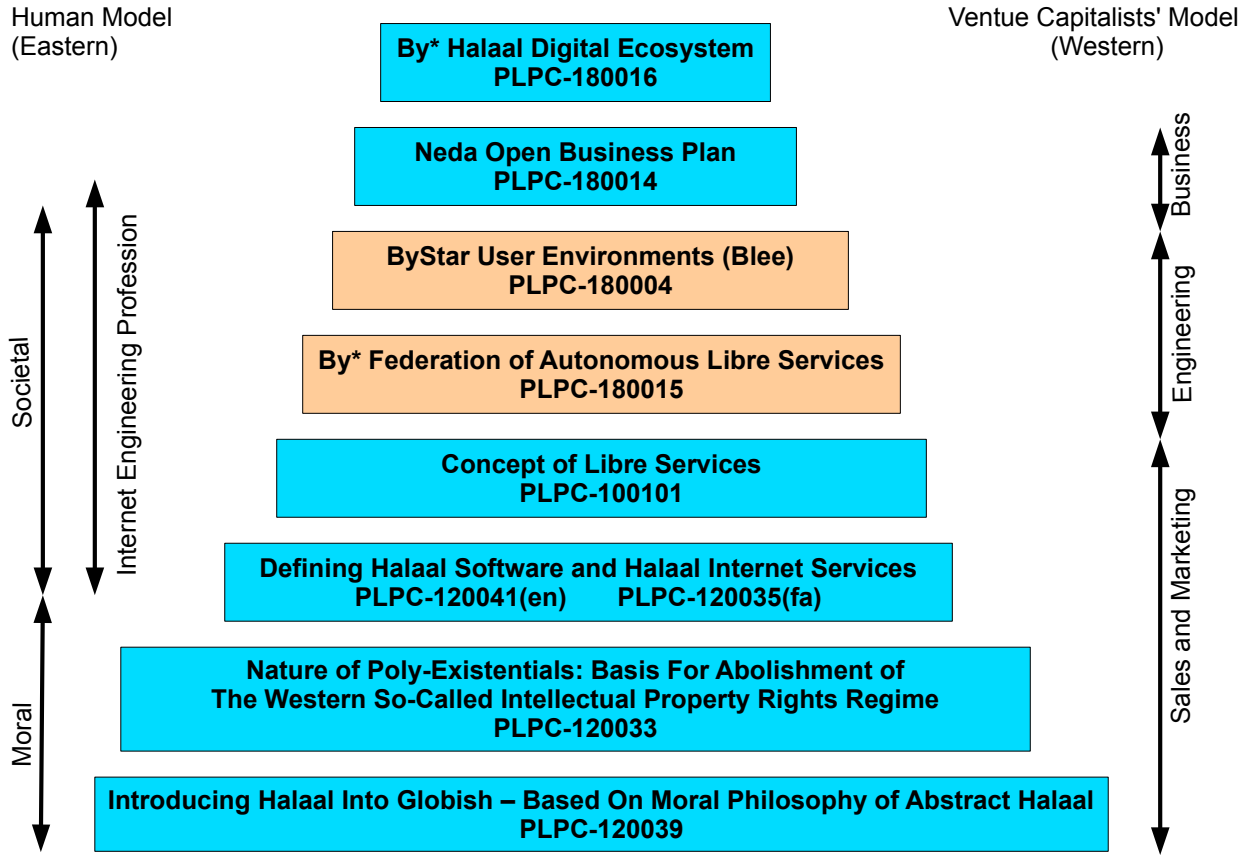 Human Model
(Eastern)
Ventue Capitalists' Model
(Western)
By* Halaal Digital Ecosystem
PLPC-180016
Neda Open Business Plan
PLPC-180014
ByStar User Environments (Blee)
PLPC-180004
By* Federation of Autonomous Libre Services
PLPC-180015
Concept of Libre Services
PLPC-100101
Defining Halaal Software and Halaal Internet Services
PLPC-120041(en) PLPC-120035(fa)
Nature of Poly-Existentials: Basis For Abolishment of
The Western So-Called Intellectual Property Rights Regime
PLPC-120033
Introducing Halaal Into Globish – Based On Moral Philosophy of Abstract Halaal
PLPC-120039
Societal
Moral
Internet Engineering Profession
Business
Engineering
Sales and Marketing